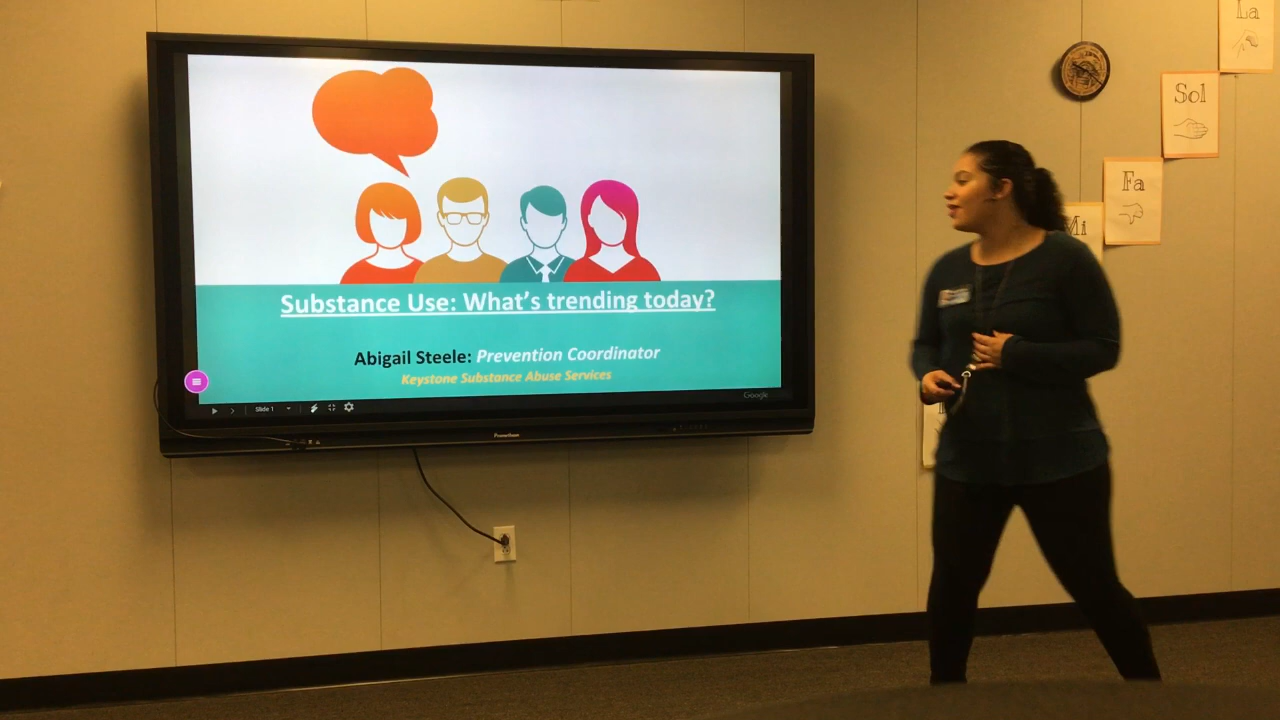 Substance Use: What's trending today?
Abigail Steele: Prevention Coordinator
Keystone Substance Abuse Services
Slide 1
Google
Promethean
La
Sol
Fa
Mi